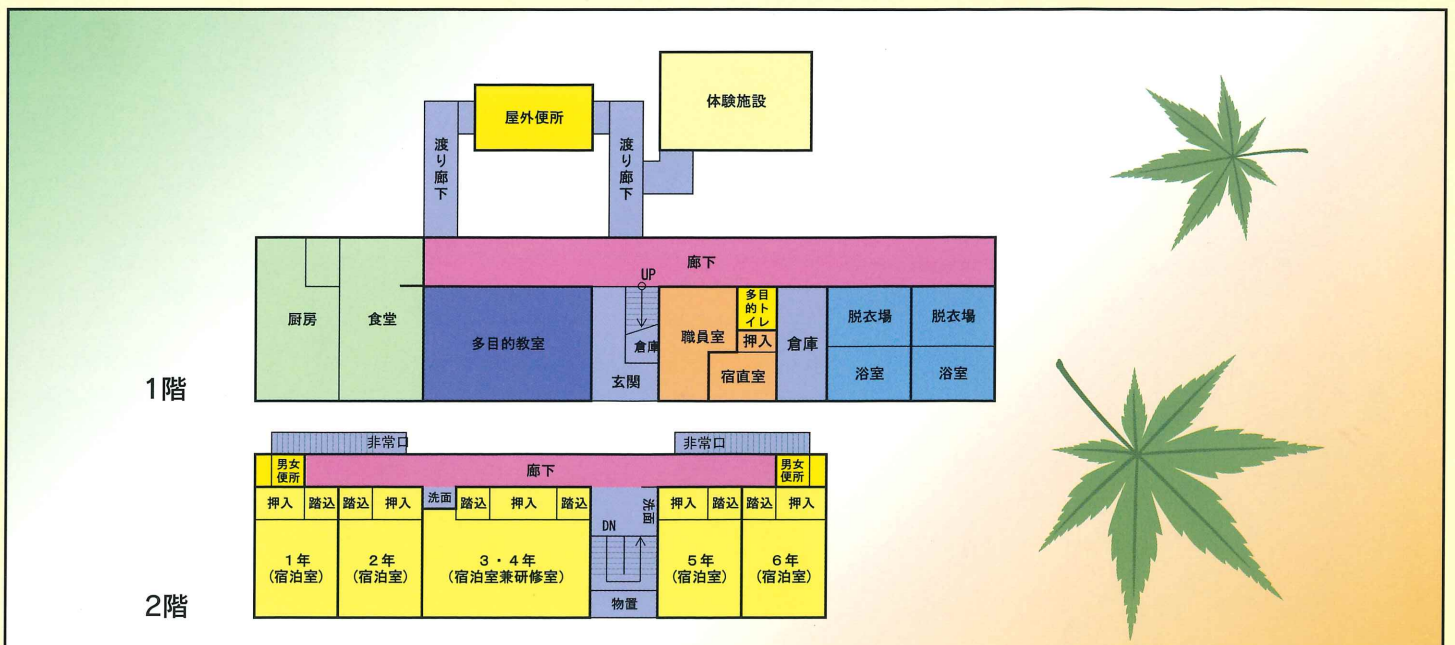 屋外便所
体験施設
渡り廊下
渡り廊下
廊下
UP
厨房
食堂
多目的教室
倉庫
玄関
職員室
多目
的ト
イレ
押入
宿直室
倉庫
脱衣場
脱衣場
浴室
浴室
1階
非常口
非常口
男女
便所
廊下
男女
便所
押入
踏込
踏込
押入
洗面
踏込
押入
踏込
洗面
押入
踏込
踏込
押入
DN
1年
(宿泊室)
2年
(宿泊室)
3・4年
(宿泊室兼研修室)
5年
(宿泊室)
6年
(宿泊室)
物置
2階